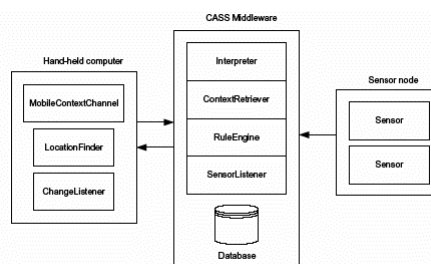 CASS Middleware
Hand-held computer
MobileContextChannel
LocationFinder
ChangeListener
Interpreter
ContextRetriever
RuleEngine
SensorListener
Database
Sensor node
Sensor
Sensor